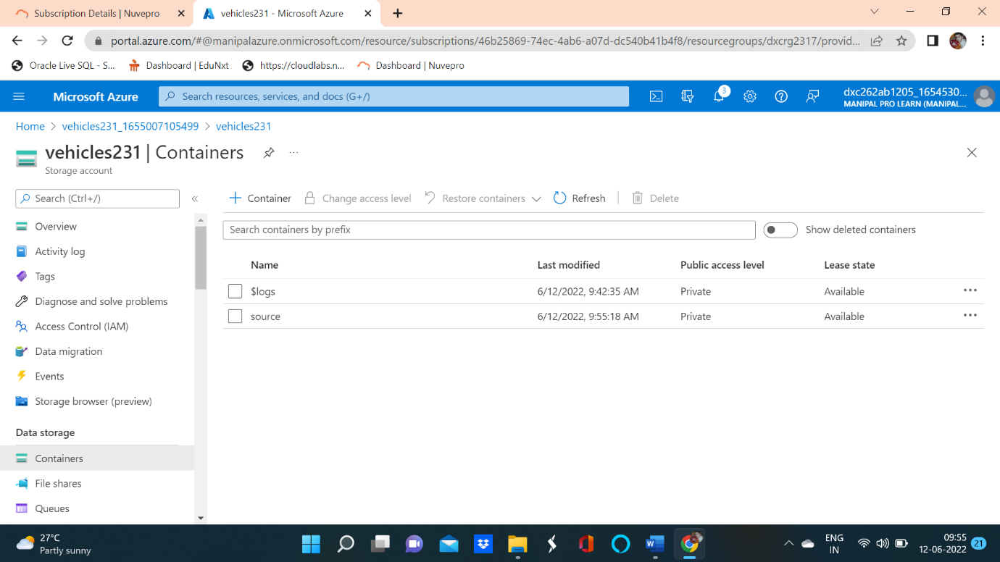 Subscription Details | Nuvepro
vehicles231 - Microsoft Azure
portal.azure.com/#@manipalazure.onmicrosoft.com/resource/subscriptions/46b25869-74ec-4ab6-a07d-dc540b41b4f8/resourcegroups/dxcrg2317/provid...
Oracle Live SQL - S... Dashboard | EduNxt https://cloudlabs.n... Dashboard | Nuvepro
Microsoft Azure Search resources, services, and docs (G+/) 3 dxc262ab1205_1654530...
MANIPAL PRO LEARN (MANIPAL...
Home > vehicles231_1655007105499 > vehicles231
vehicles231 | Containers ...
Storage account
Search (Ctrl+/) «
+ Container Change access level Restore containers Refresh Delete
Search containers by prefix Show deleted containers
Name Last modified Public access level Lease state
$logs 6/12/2022, 9:42:35 AM Private Available ...
source 6/12/2022, 9:55:18 AM Private Available ...
Overview
Activity log
Tags
Diagnose and solve problems
Access Control (IAM)
Data migration
Events
Storage browser (preview)
Data storage
Containers
File shares
Queues
27°C
Partly sunny
W
ENG
IN
09:55
12-06-2022
21